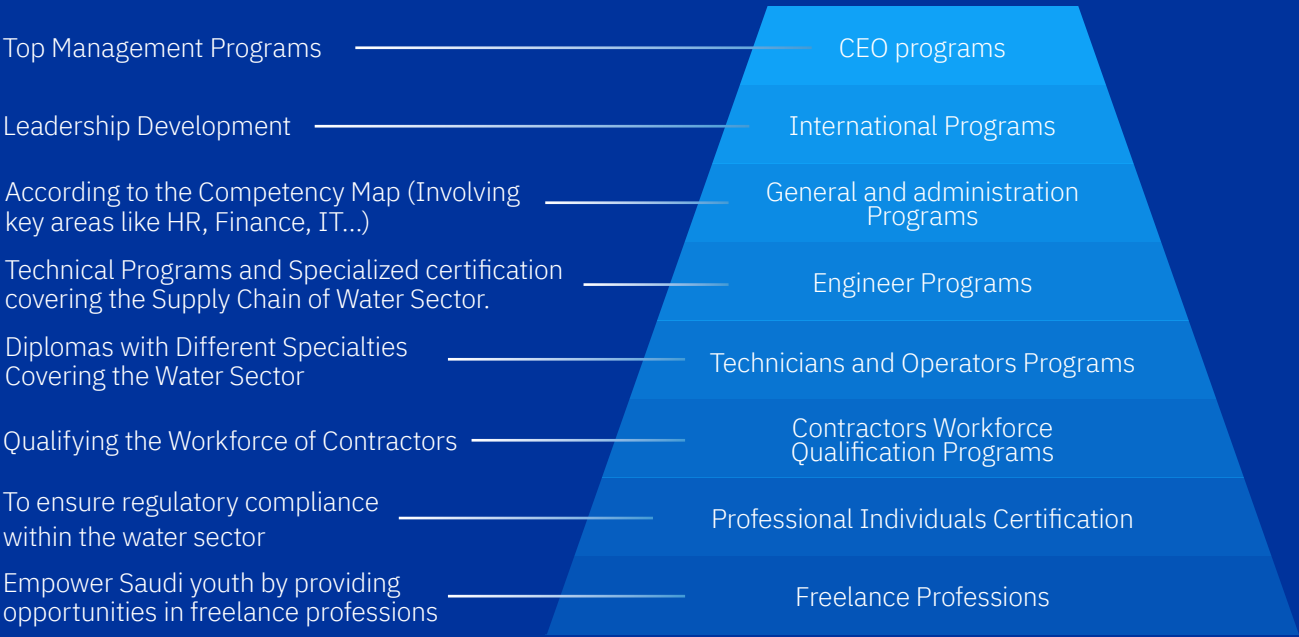 Top Management Programs
CEO programs
Leadership Development
International Programs
According to the Competency Map (Involving
key areas like HR, Finance, IT...)
General and administration
Programs
Technical Programs and Specialized certification
covering the Supply Chain of Water Sector.
Engineer Programs
Diplomas with Different Specialties
Covering the Water Sector
Technicians and Operators Programs
Qualifying the Workforce of Contractors
Contractors Workforce
Qualification Programs
To ensure regulatory compliance
within the water sector
Professional Individuals Certification
Empower Saudi youth by providing
opportunities in freelance professions
Freelance Professions